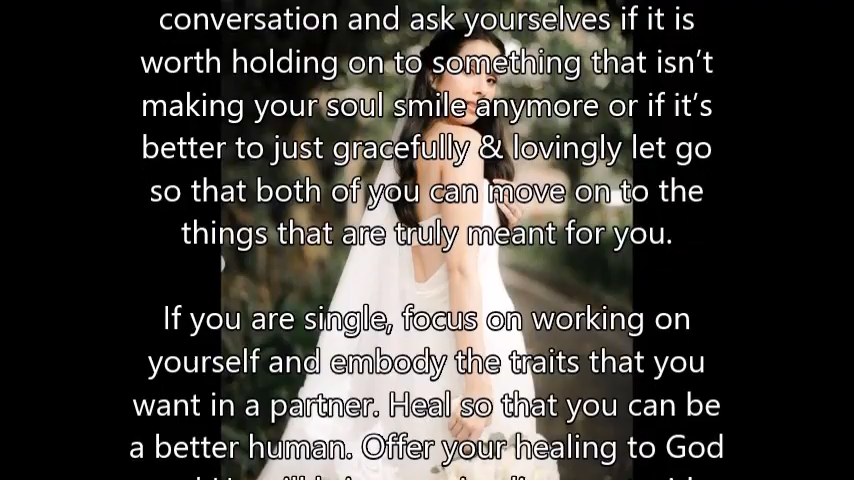 conversation and ask yourselves if it is
worth holding on to something that isn’t
making your soul smile anymore or if it’s
better to just gracefully & lovingly let go
so that both of you can move on to the
things that are truly meant for you.
If you are single, focus on working on
yourself and embody the traits that you
want in a partner. Heal so that you can be
a better human. Offer your healing to God